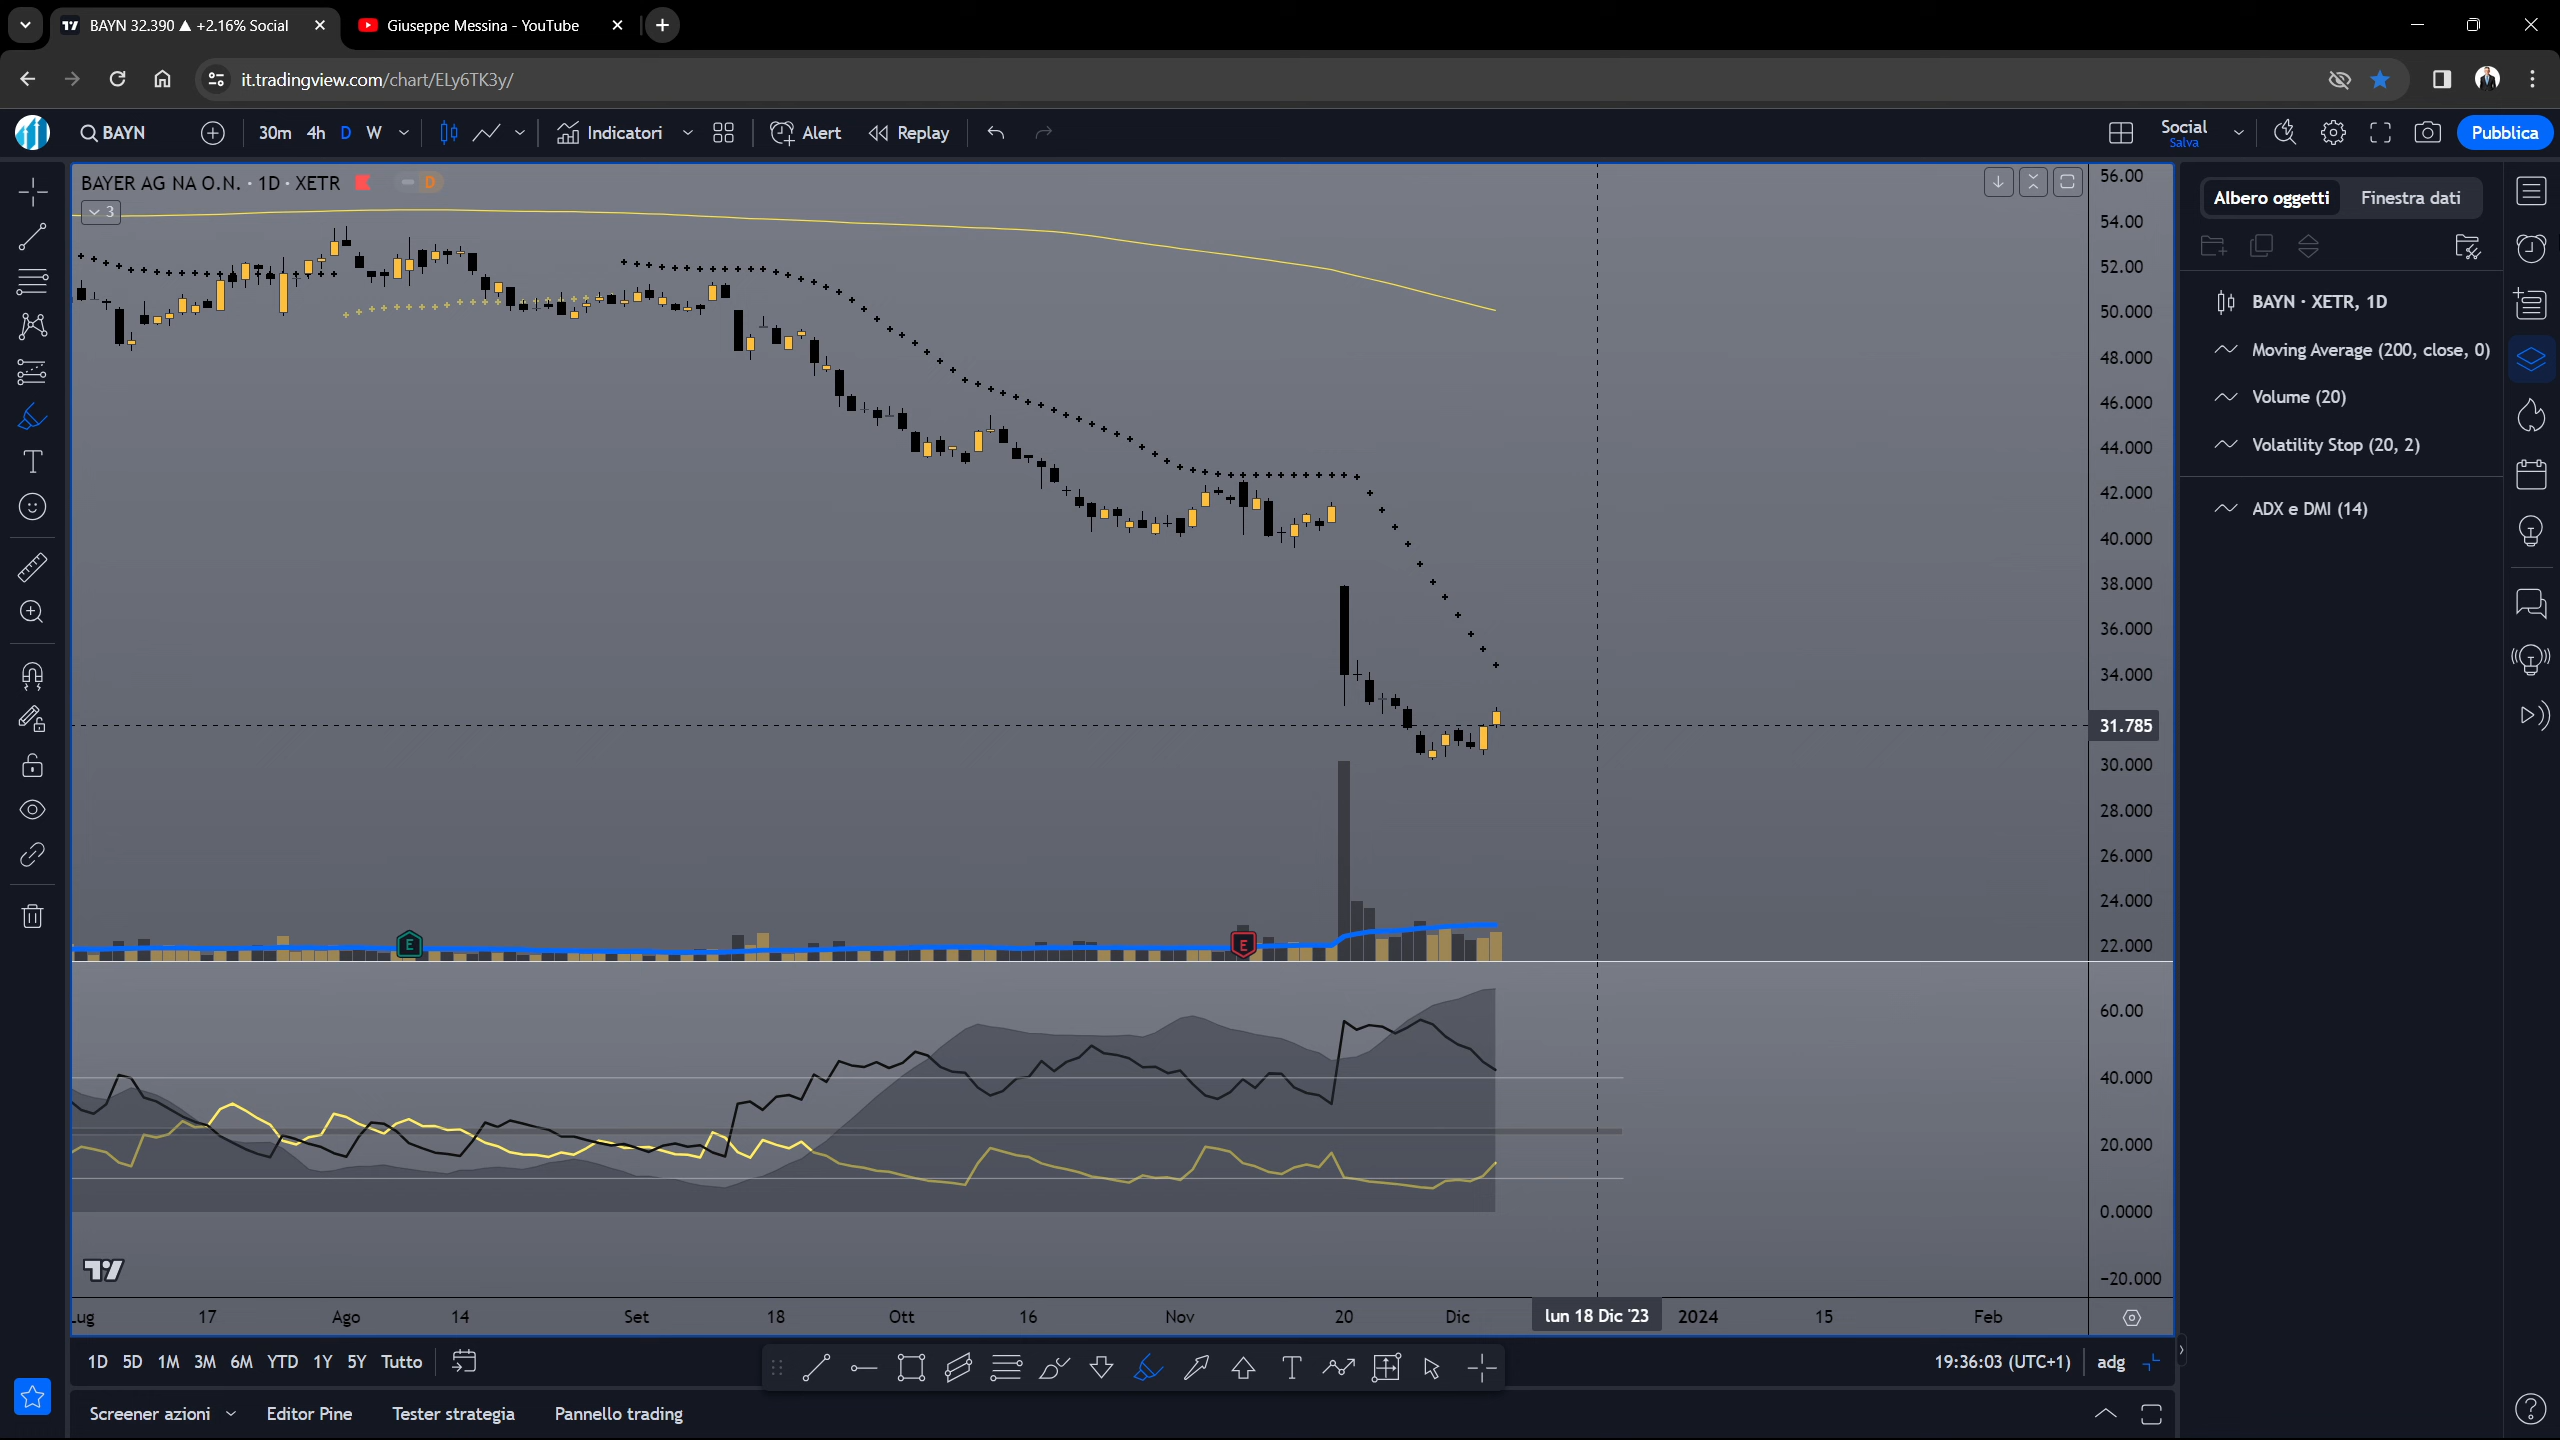 BAYN 32.390 ▲ +2.16% Social
Giuseppe Messina - YouTube
it.tradingview.com/chart/ELy6TK3y/
BAYN
30m 4h D W
Indicatori
Alert
Replay
Social
Salva
Pubblica
BAYER AG NA O.N. · 1D · XETR
D
3
56.00
54.00
52.00
50.000
48.000
46.000
44.000
42.000
40.000
38.000
36.000
34.000
31.785
30.000
28.000
26.000
24.000
22.000
E
E
60.00
40.000
20.000
0.0000
-20.000
Lug 17 Ago 14 Set 18 Ott 16 Nov 20 Dic lun 18 Dic '23 2024 15 Feb
Albero oggetti
Finestra dati
BAYN · XETR, 1D
Moving Average (200, close, 0)
Volume (20)
Volatility Stop (20, 2)
ADX e DMI (14)
1D 5D 1M 3M 6M YTD 1Y 5Y Tutto
19:36:03 (UTC+1)
adg
Screener azioni
Editor Pine
Tester strategia
Pannello trading